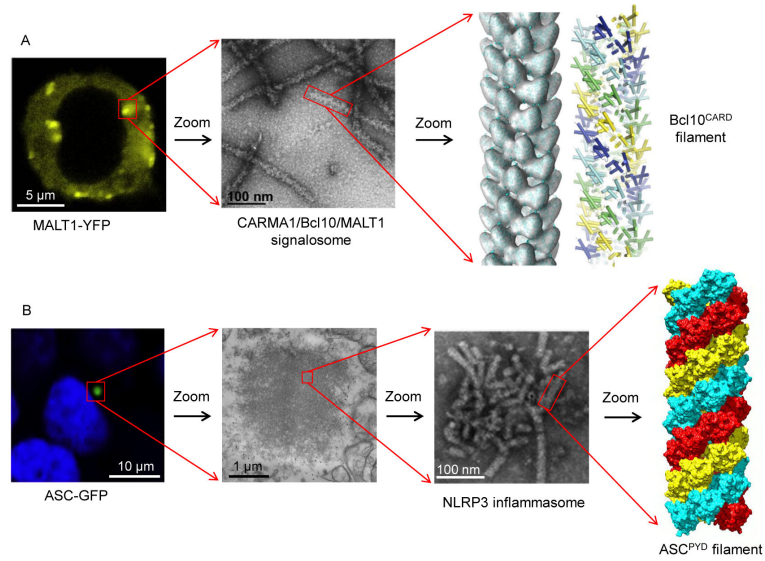 A
Zoom
Zoom
5 µm
100 nm
MALT1-YFP
CARMA1/Bcl10/MALT1
signalosome
Bcl10CARD
filament
B
Zoom
Zoom
Zoom
10 µm
1 µm
100 nm
ASC-GFP
NLRP3 inflammasome
ASCPYD filament